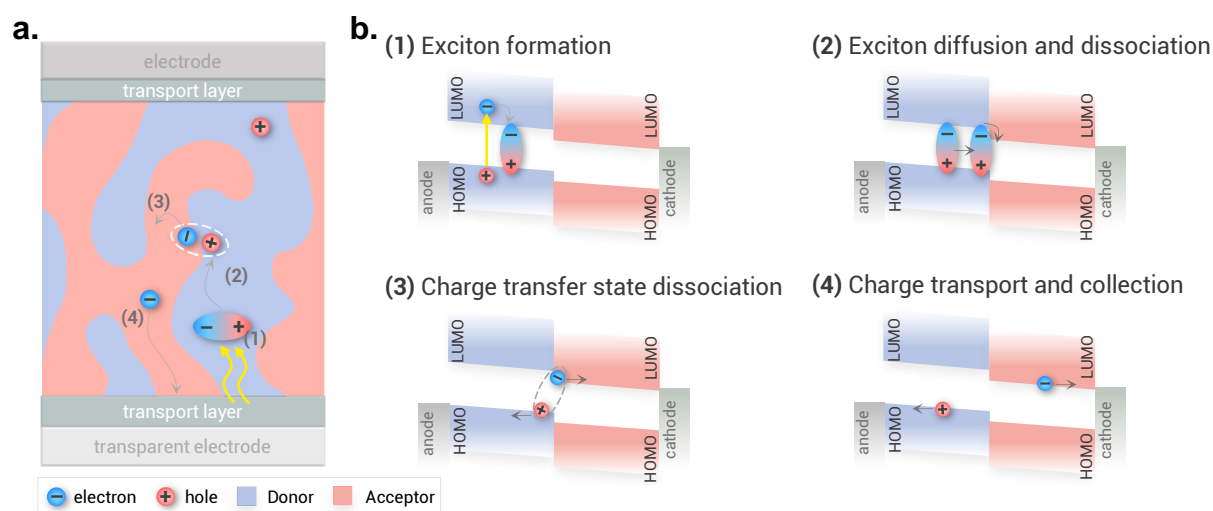 a.
electrode
transport layer
(3)
(2)
(4)
(1)
transport layer
transparent electrode
electron
hole
Donor
Acceptor
b.
(1) Exciton formation
LUMO
LUMO
anode
HOMO
HOMO
cathode
(2) Exciton diffusion and dissociation
LUMO
LUMO
anode
HOMO
HOMO
cathode
(3) Charge transfer state dissociation
LUMO
LUMO
anode
HOMO
HOMO
cathode
(4) Charge transport and collection
LUMO
LUMO
anode
HOMO
HOMO
cathode